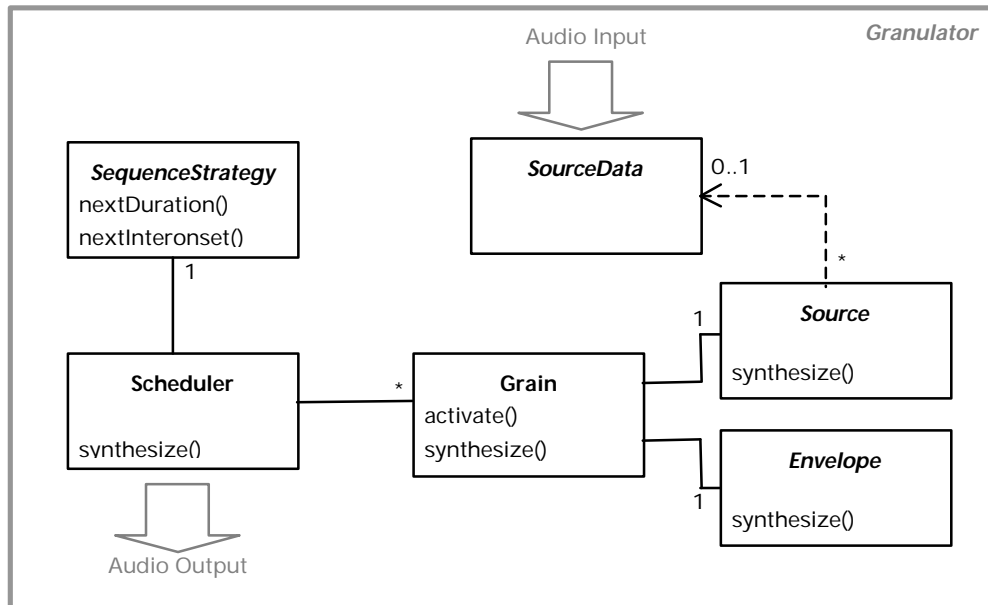 Granulator
Audio Input
SequenceStrategy
nextDuration()
nextInteronset()
1
SourceData
0..1
*
Source
synthesize()
1
Scheduler
synthesize()
*
Grain
activate()
synthesize()
1
Envelope
synthesize()
Audio Output